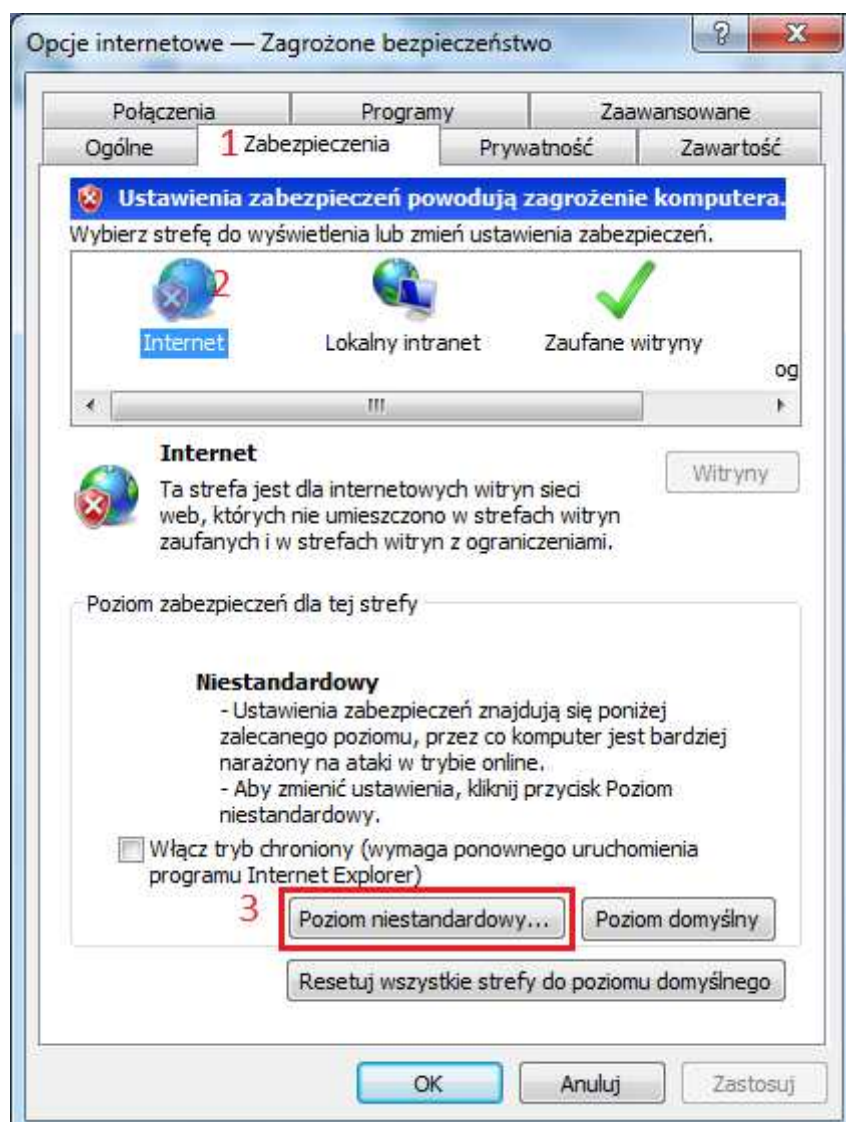 Opcje internetowe — Zagrożone bezpieczeństwo
Połączenia Programy Zaawansowane
Ogólne 1 Zabezpieczenia Prywatność Zawartość
Ustawienia zabezpieczeń powodują zagrożenie komputera.
Wybierz strefę do wyświetlenia lub zmień ustawienia zabezpieczeń.
2
Internet Lokalny intranet Zaufane witryny
og
Internet
Witryny
Ta strefa jest dla internetowych witryn sieci
web, których nie umieszczono w strefach witryn
zaufanych i w strefach witryn z ograniczeniami.
Poziom zabezpieczeń dla tej strefy
Niestandardowy
- Ustawienia zabezpieczeń znajdują się poniżej
zalecanego poziomu, przez co komputer jest bardziej
narażony na ataki w trybie online.
- Aby zmienić ustawienia, kliknij przycisk Poziom
niestandardowy.
Włącz tryb chroniony (wymaga ponownego uruchomienia
programu Internet Explorer)
3 Poziom niestandardowy... Poziom domyślny
Resetuj wszystkie strefy do poziomu domyślnego
OK Anuluj Zastosuj